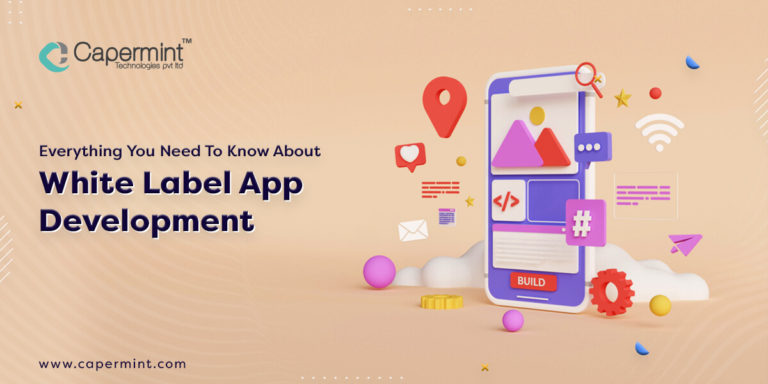 Capermint™
Technologies pvt ltd
Everything You Need To Know About
White Label App
Development
</>
#
BUILD
www.capermint.com